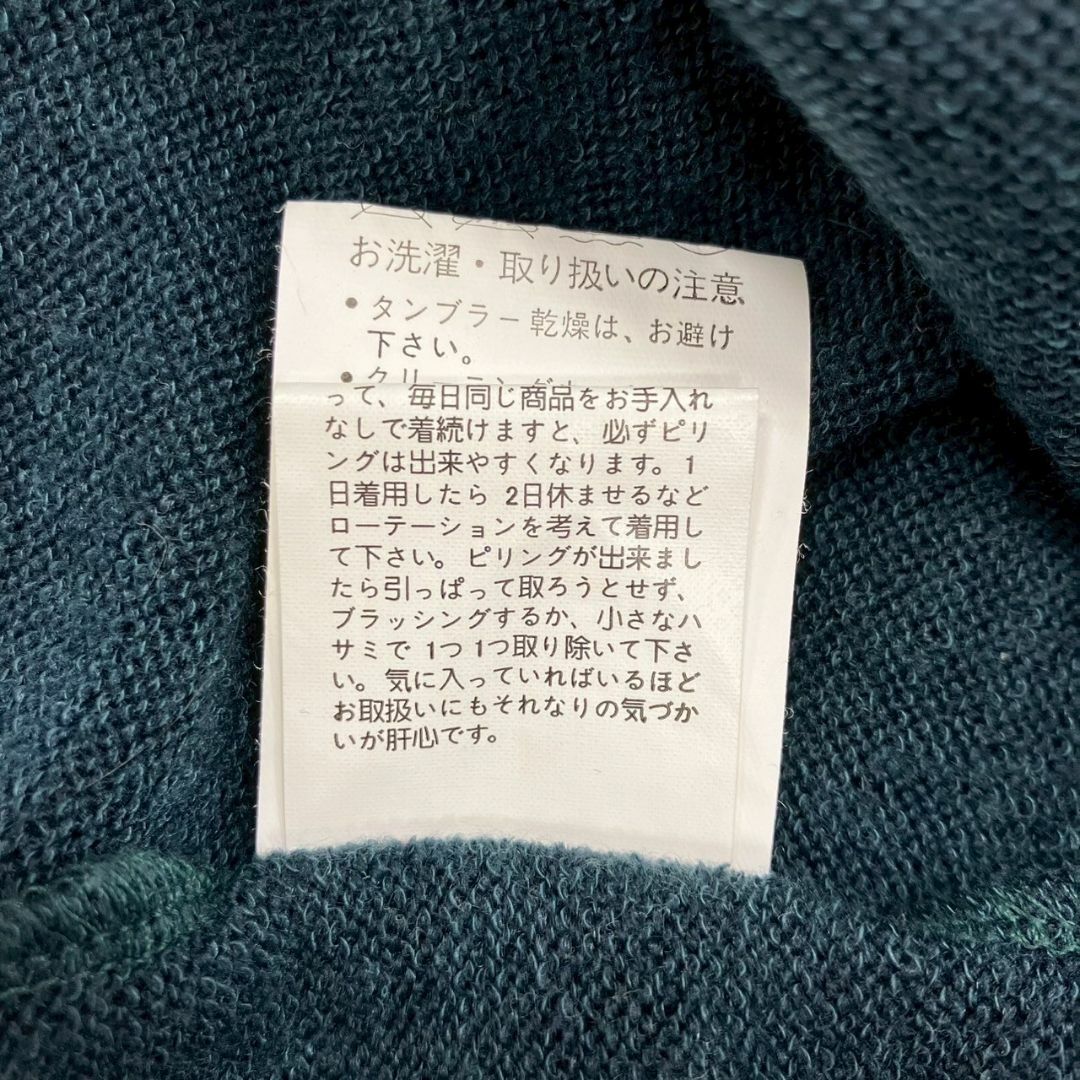 お洗濯・取り扱いの注意
•タンブラー乾燥は、お避け
下さい。
•クリーニング
って、毎日同じ商品をお手入れ
なしで着続けますと、必ずピリ
ングは出来やすくなります。1
日着用したら 2日休ませるなど
ローテーションを考えて着用し
て下さい。ピリングが出来まし
たら引っぱって取ろうとせず、
ブラッシングするか、小さなハ
サミで 1つ 1つ取り除いて下さ
い。気に入っていればいるほど
お取扱いにもそれなりの気づか
いが肝心です。